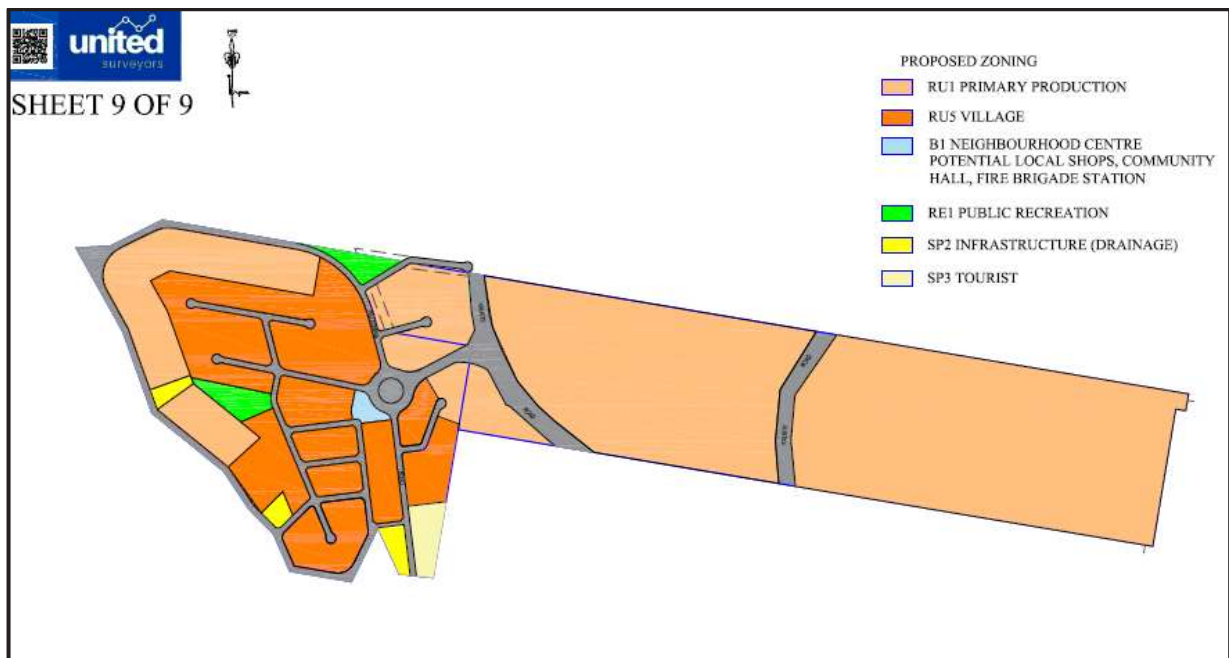 united
surveyors
SHEET 9 OF 9
PROPOSED ZONING
RU1 PRIMARY PRODUCTION
RU5 VILLAGE
B1 NEIGHBOURHOOD CENTRE
POTENTIAL LOCAL SHOPS, COMMUNITY
HALL, FIRE BRIGADE STATION
RE1 PUBLIC RECREATION
SP2 INFRASTRUCTURE (DRAINAGE)
SP3 TOURIST